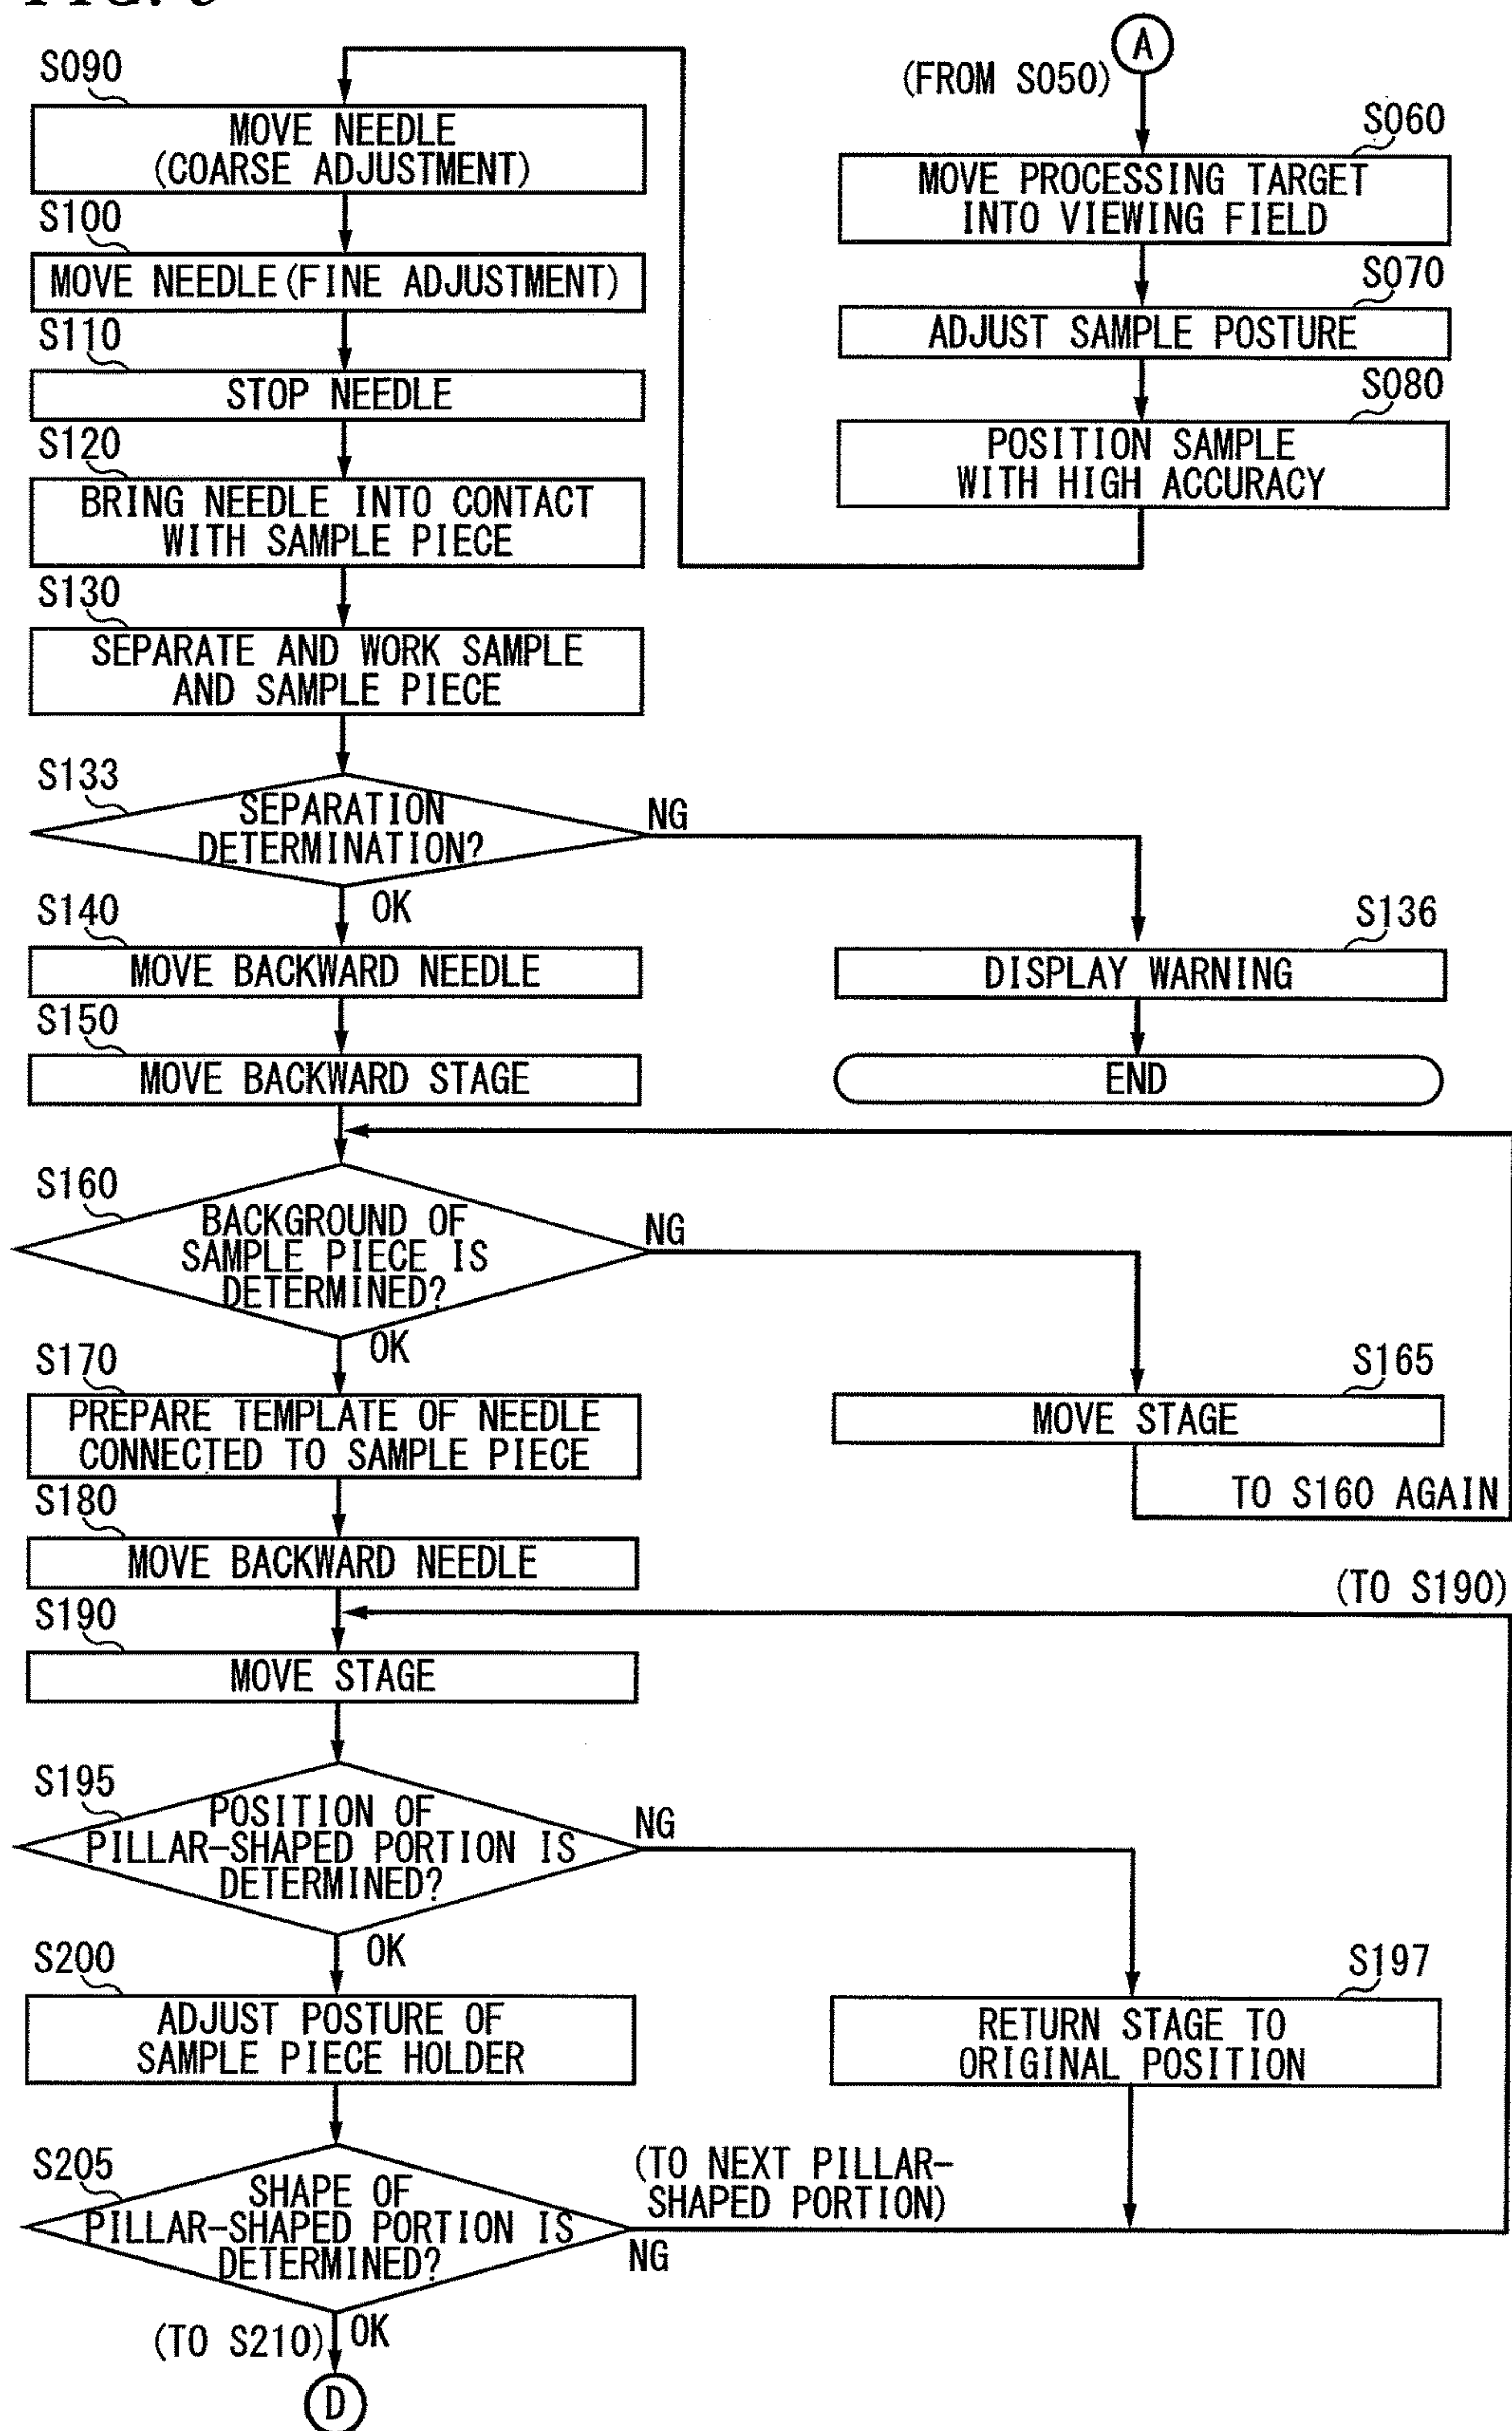 A
(FROM S050)
S060
MOVE PROCESSING TARGET
INTO VIEWING FIELD
S070
ADJUST SAMPLE POSTURE
S080
POSITION SAMPLE
WITH HIGH ACCURACY
S090
MOVE NEEDLE
(COARSE ADJUSTMENT)
S100
MOVE NEEDLE(FINE ADJUSTMENT)
S110
STOP NEEDLE
S120
BRING NEEDLE INTO CONTACT
WITH SAMPLE PIECE
S130
SEPARATE AND WORK SAMPLE
AND SAMPLE PIECE
S133
SEPARATION
DETERMINATION?
NG
OK
S136
DISPLAY WARNING
END
S140
MOVE BACKWARD NEEDLE
S150
MOVE BACKWARD STAGE
S160
BACKGROUND OF
SAMPLE PIECE IS
DETERMINED?
NG
OK
S165
MOVE STAGE
TO S160 AGAIN
S170
PREPARE TEMPLATE OF NEEDLE
CONNECTED TO SAMPLE PIECE
S180
MOVE BACKWARD NEEDLE
(TO S190)
S190
MOVE STAGE
S195
POSITION OF
PILLAR-SHAPED PORTION IS
DETERMINED?
NG
OK
S197
RETURN STAGE TO
ORIGINAL POSITION
S200
ADJUST POSTURE OF
SAMPLE PIECE HOLDER
S205
SHAPE OF
PILLAR-SHAPED PORTION IS
DETERMINED?
(TO NEXT PILLAR-
SHAPED PORTION)
NG
(TO S210)
OK
D